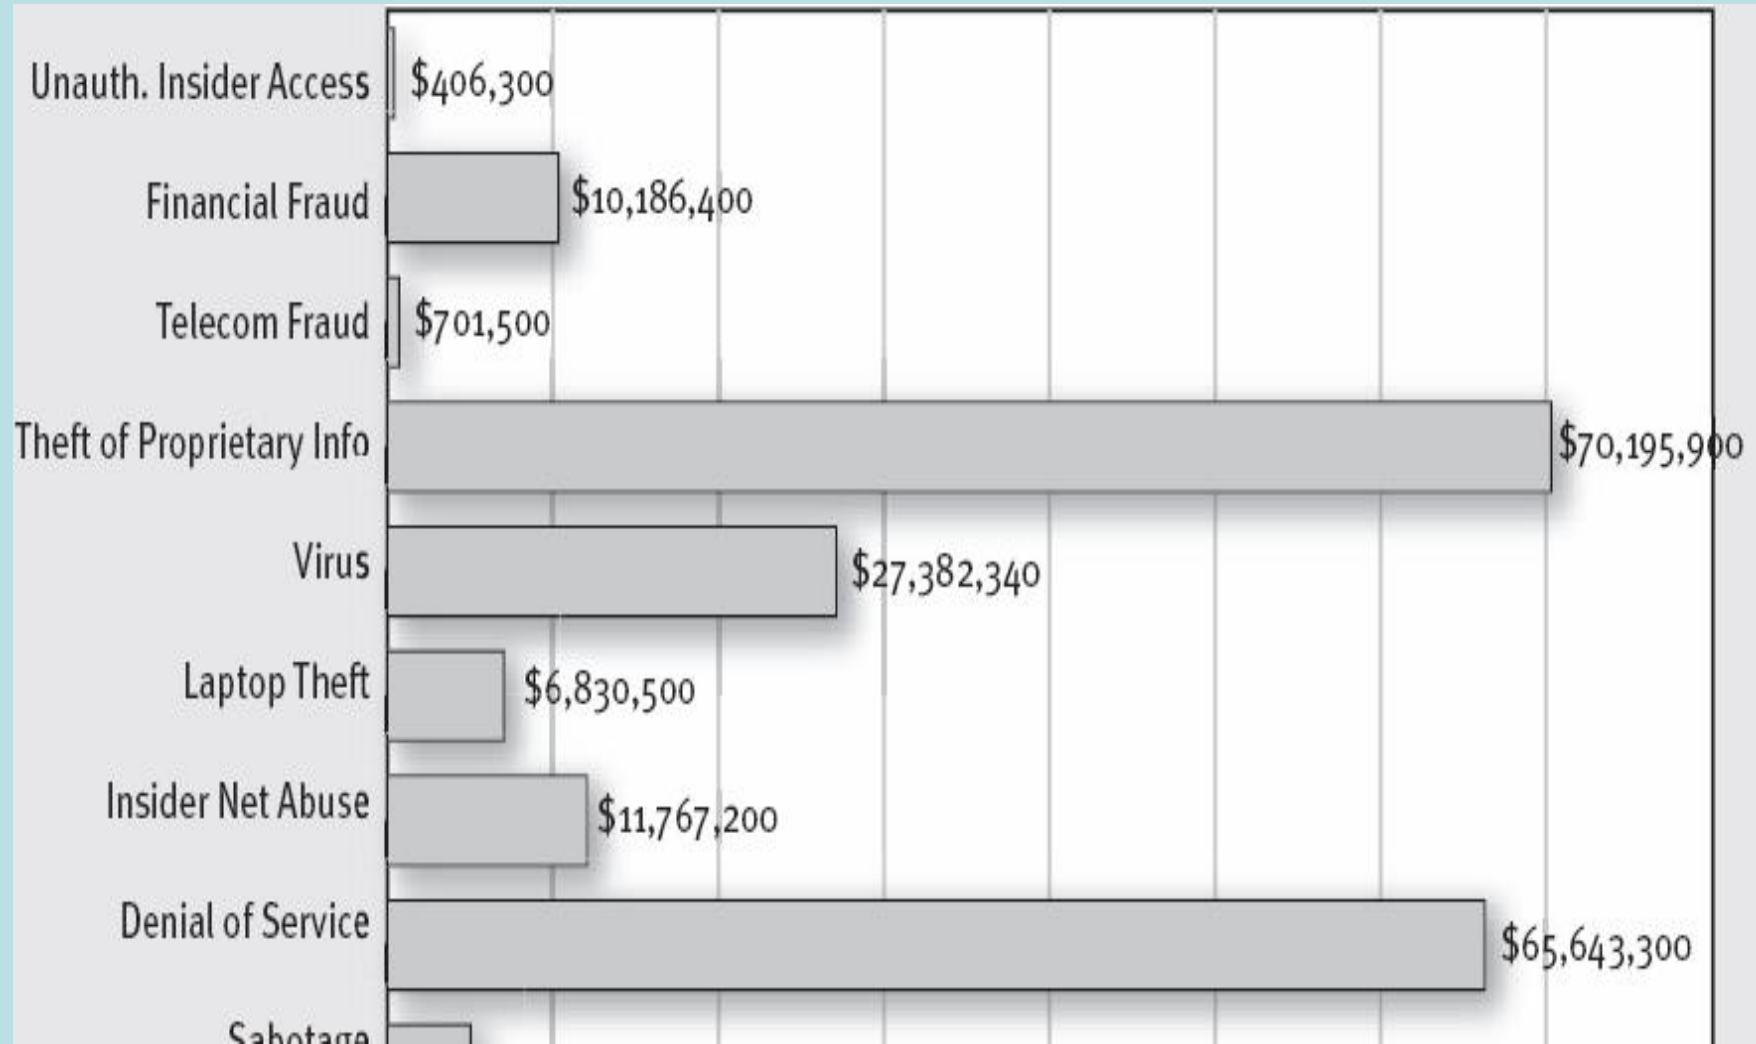 Unauth. Insider Access $406,300
Financial Fraud $10,186,400
Telecom Fraud $701,500
Theft of Proprietary Info $70,195,900
Virus $27,382,340
Laptop Theft $6,830,500
Insider Net Abuse $11,767,200
Denial of Service $65,643,300
Sabotage